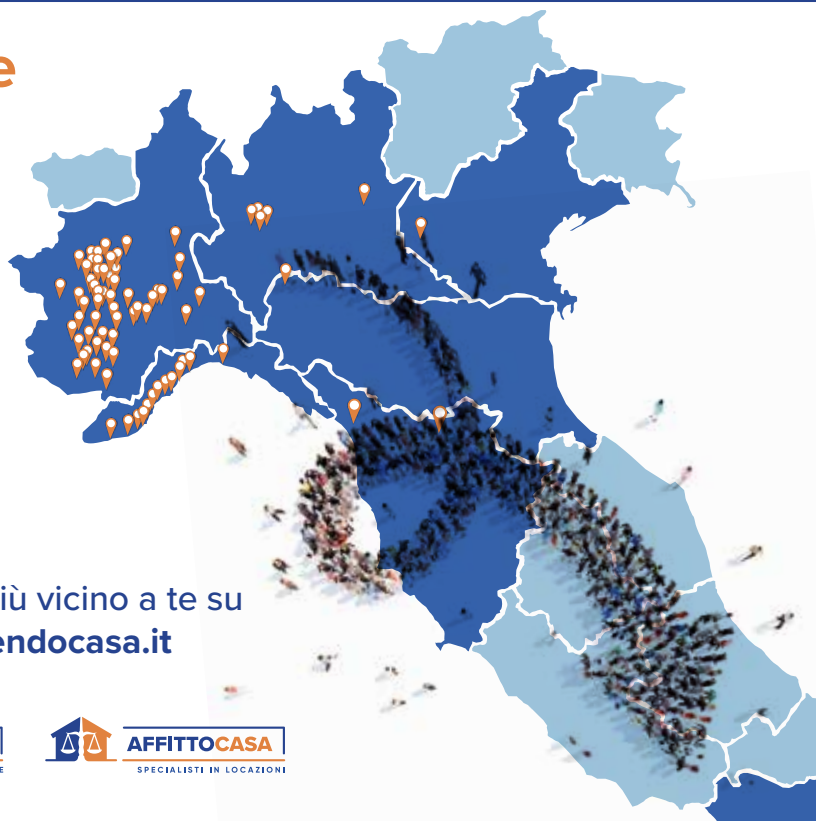 e
iù vicino a te su
endocasa.it
E
AFFITTOCASA
SPECIALISTI IN LOCAZIONI